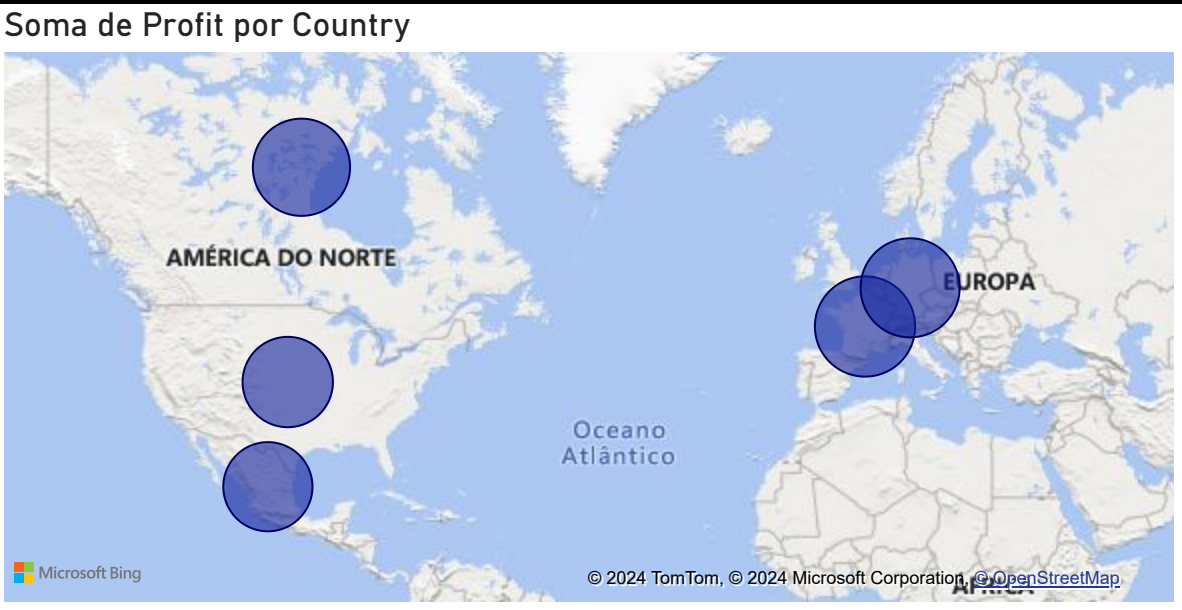 Soma de Profit por Country
AMÉRICA DO NORTE
EUROPA
Oceano
Atlântico
Microsoft Bing
© 2024 TomTom, © 2024 Microsoft Corporation, © OpenStreetMap
ÁFRICA